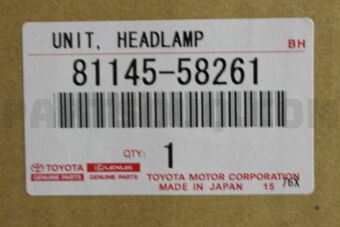 UNIT, HEADLAMP
BH
81145-58261
QTY: 1
TOYOTA LEXUS
GENUINE PARTS GENUINE PARTS
TOYOTA MOTOR CORPORATION
MADE IN JAPAN 15 76X